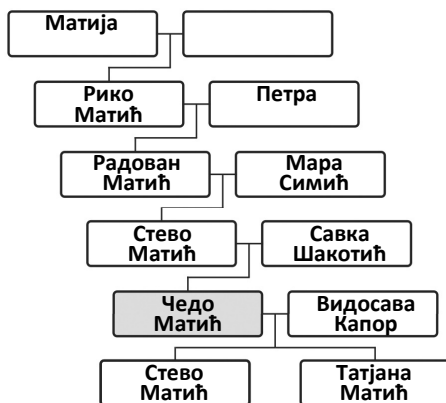 Матија
Рико
Матић
Петра
Радован
Матић
Мара
Симић
Стево
Матић
Савка
Шакотић
Чедо
Матић
Видосава
Капор
Стево
Матић
Татјана
Матић